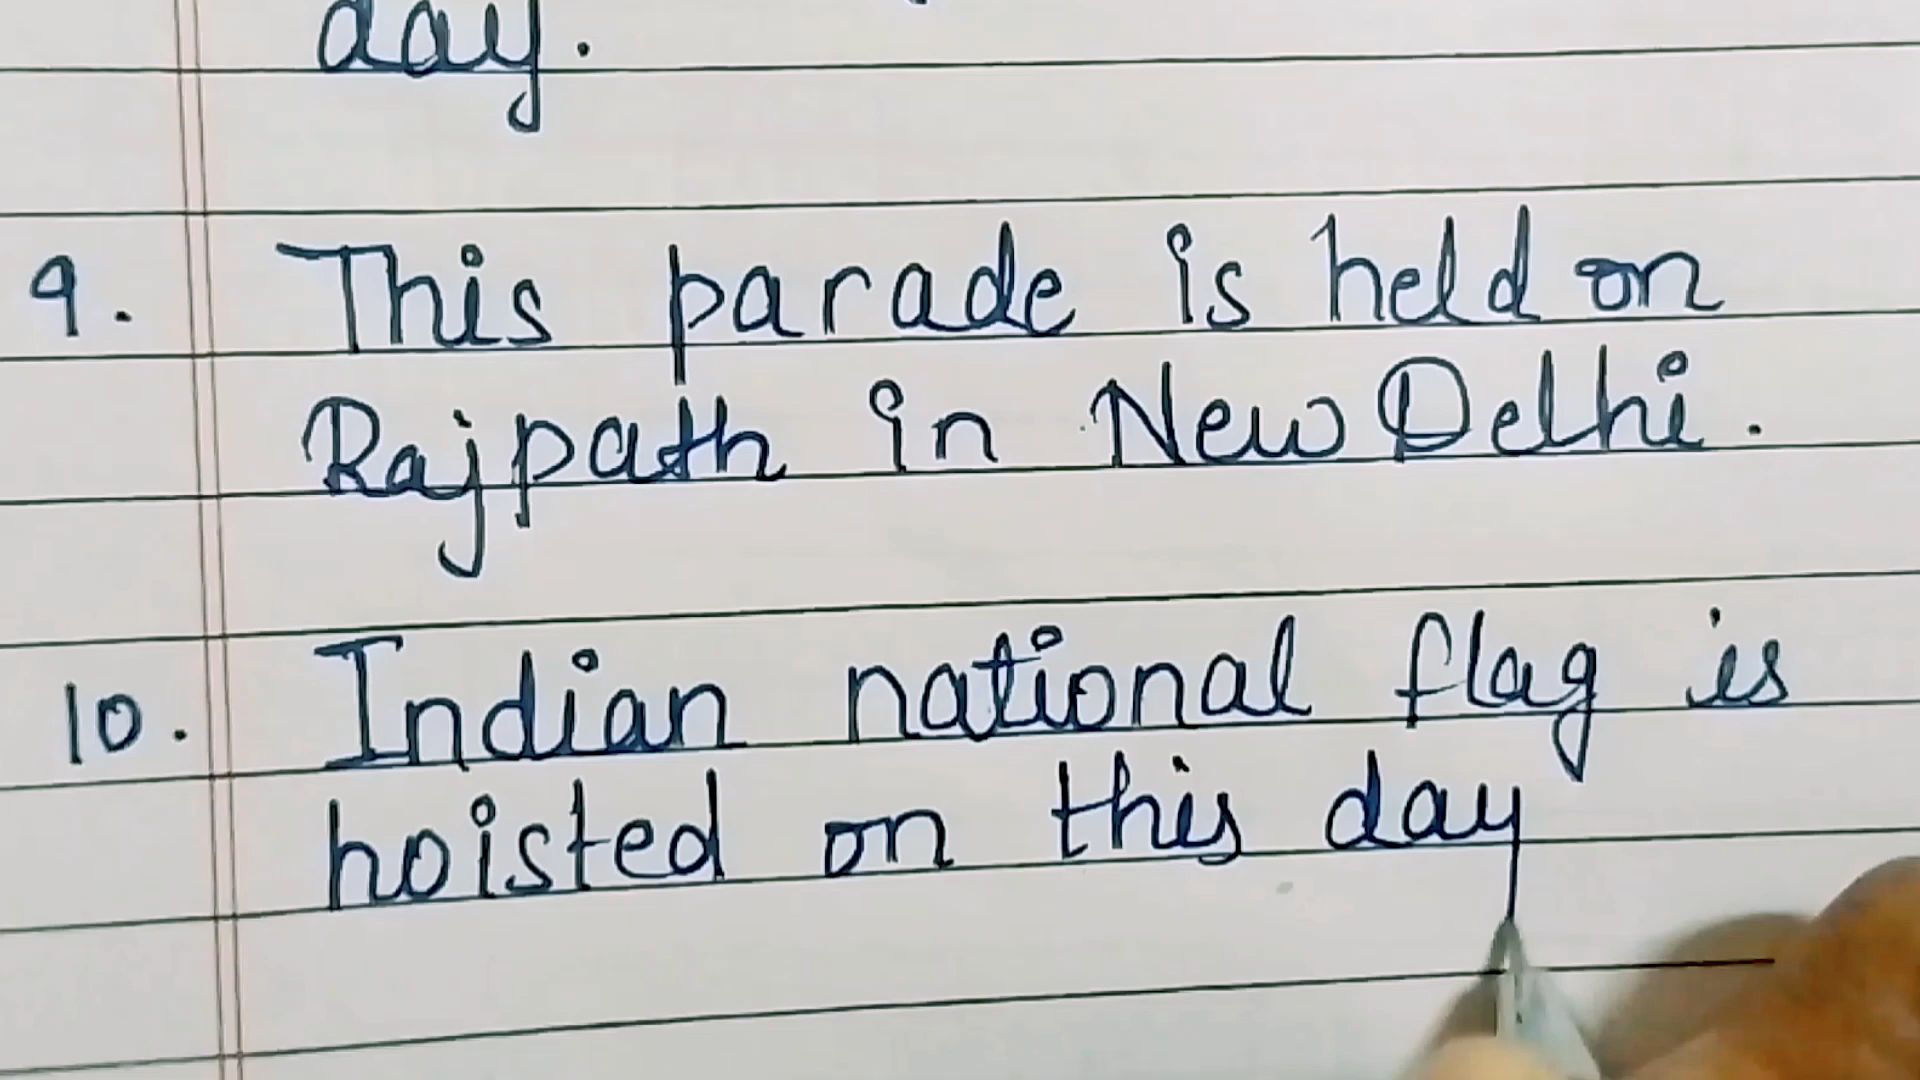 day.
9. This parade is held on
Rajpath in New Delhi.
10. Indian national flag is
hoisted on this day